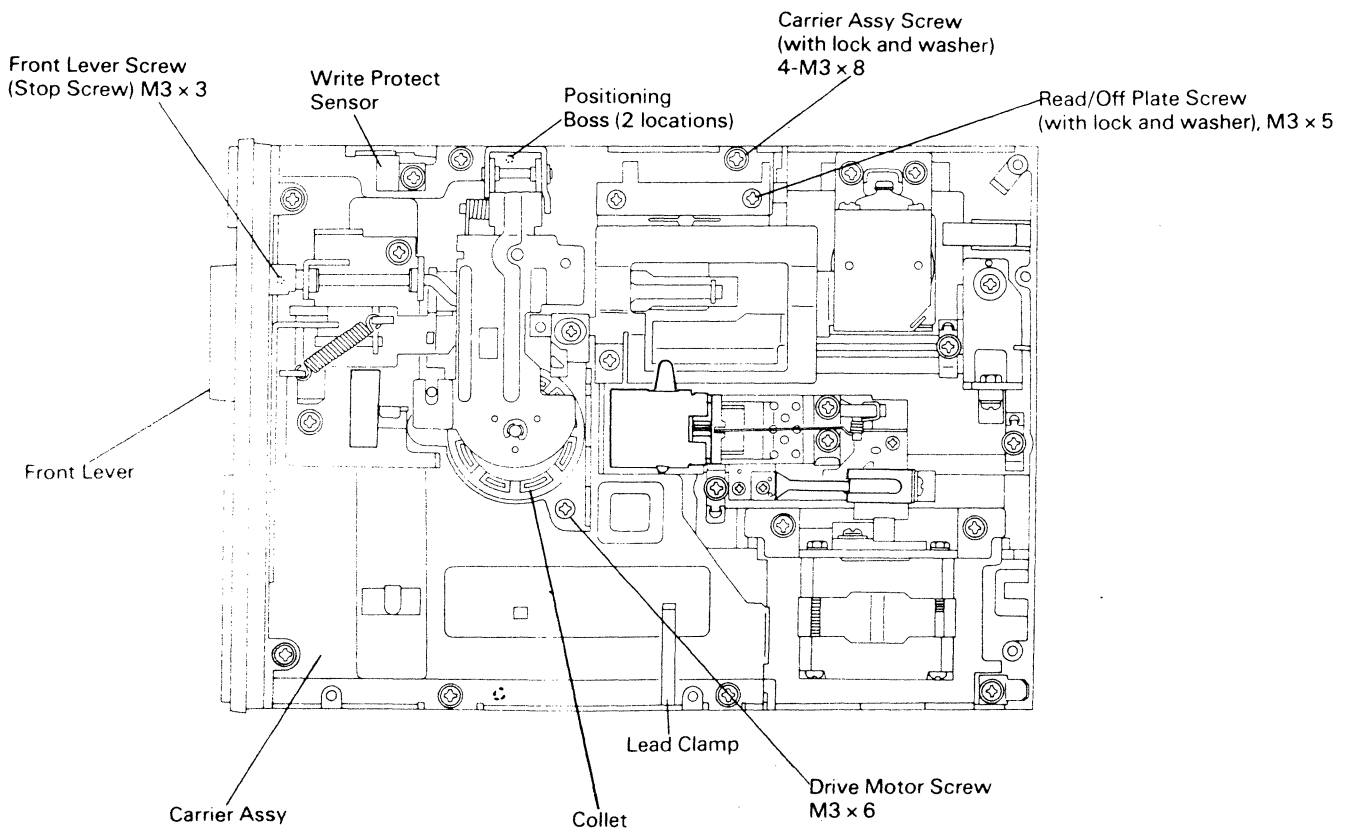 Carrier Assy Screw
(with lock and washer)
4-M3 × 8
Front Lever Screw
(Stop Screw) M3 × 3
Write Protect
Sensor
Positioning
Boss (2 locations)
Read/Off Plate Screw
(with lock and washer), M3 × 5
Front Lever
Lead Clamp
Drive Motor Screw
M3 × 6
Carrier Assy
Collet